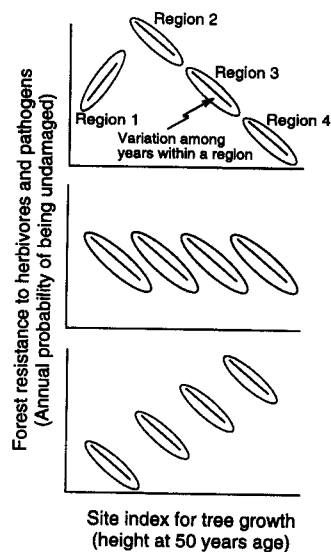 Forest resistance to herbivores and pathogens
(Annual probability of being undamaged)
Region 2
Region 3
Region 1
Region 4
Variation among
years within a region
Site index for tree growth
(height at 50 years age)